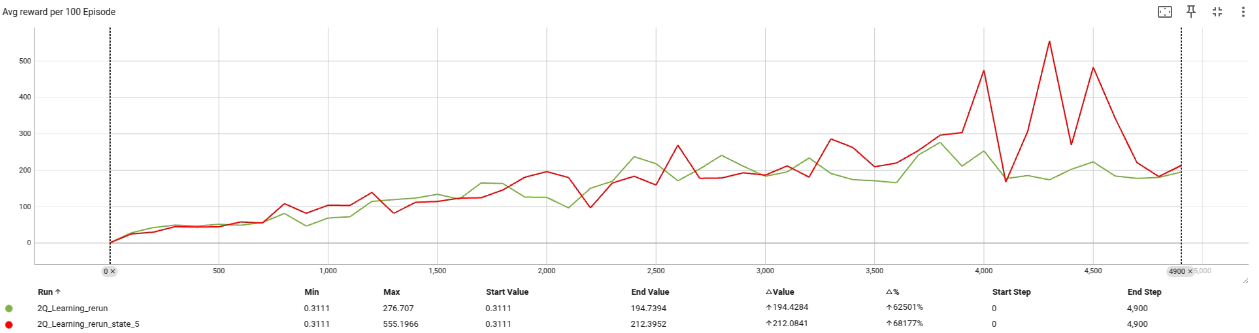 Avg reward per 100 Episode
500
400
300
200
100
0
0 × 500 1,000 1,500 2,000 2,500 3,000 3,500 4,000 4,500 4900 × 5,000
Run ↑ Min Max Start Value End Value △Value △% Start Step End Step
2Q_Learning_rerun 0.3111 276.707 0.3111 194.7394 ↑194.4284 ↑62501% 0 4,900
2Q_Learning_rerun_state_5 0.3111 555.1966 0.3111 212.3952 ↑212.0841 ↑68177% 0 4,900